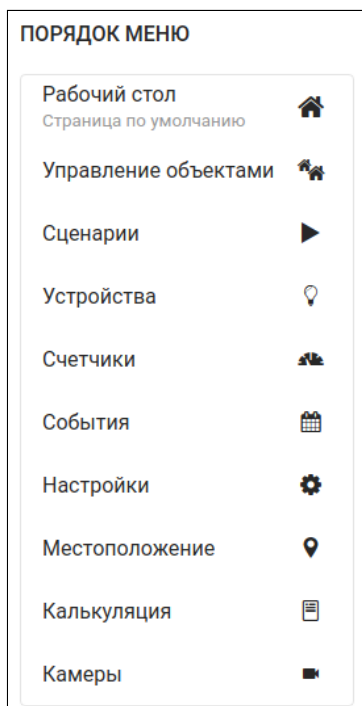 ПОРЯДОК МЕНЮ
Рабочий стол
Страница по умолчанию
Управление объектами
Сценарии
Устройства
Счетчики
События
Настройки
Местоположение
Калькуляция
Камеры